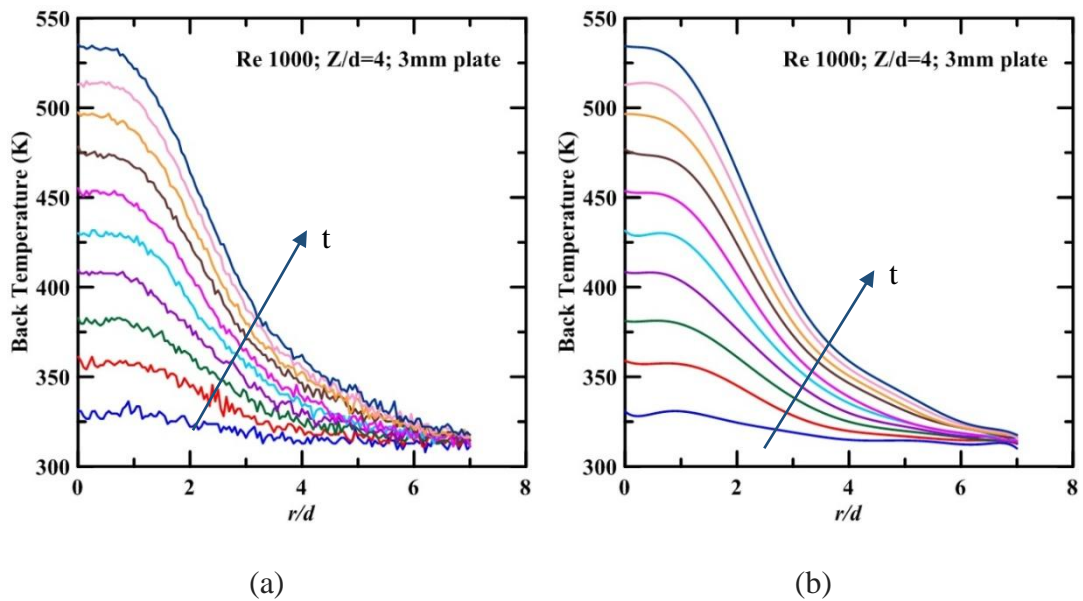 Re 1000; Z/d=4; 3mm plate
Back Temperature (K)
550
500
450
400
350
300
0
2
4
6
8
r/d
t
(a)
Re 1000; Z/d=4; 3mm plate
Back Temperature (K)
550
500
450
400
350
300
0
2
4
6
8
r/d
t
(b)